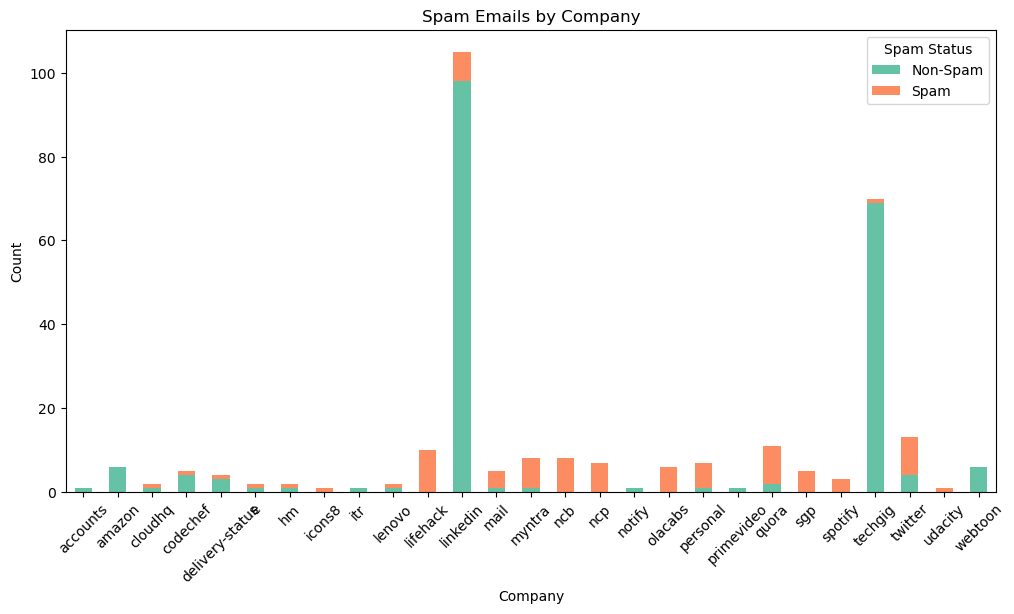 Spam Emails by Company
Spam Status
Non-Spam
Spam
Count
100
80
60
40
20
0
accounts
amazon
cloudhq
codechef
delivery-status
e
hm
icons8
itr
lenovo
lifehack
linkedin
mail
myntra
ncb
ncp
notify
olacabs
personal
primevideo
quora
sgp
spotify
techgig
twitter
udacity
webtoon
Company